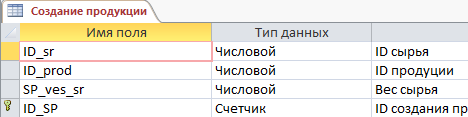 Создание продукции
Имя поля Тип данных
ID_sr Числовой ID сырья
ID_prod Числовой ID продуции
SP_ves_sr Числовой Вес сырья
ID_SP Счетчик ID создания